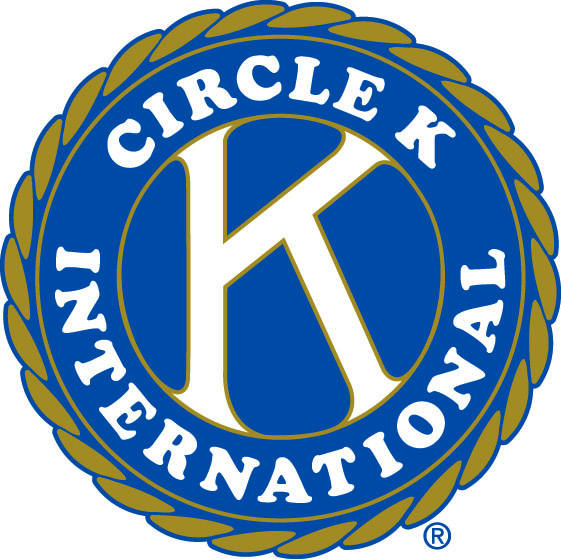 CIRCLE K
K
INTERNATIONAL
®